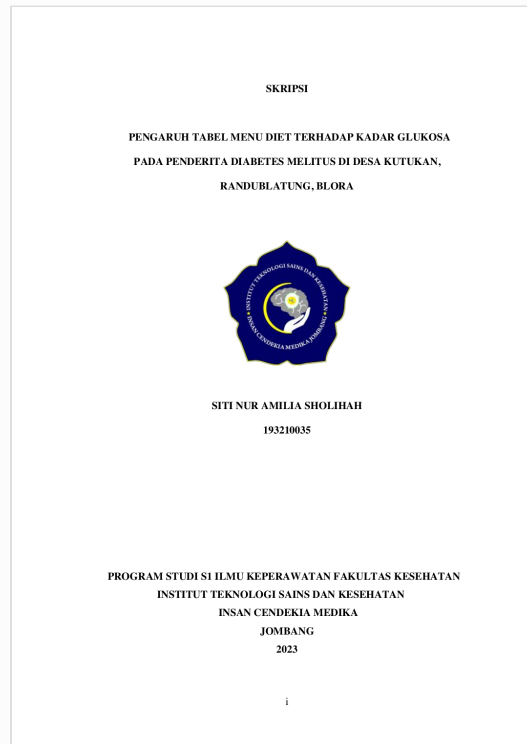 SKRIPSI
PENGARUH TABEL MENU DIET TERHADAP KADAR GLUKOSA
PADA PENDERITA DIABETES MELITUS DI DESA KUTUKAN,
RANDUBLATUNG, BLORA
INSTITUT TEKNOLOGI SAINS DAN KESEHATAN
INSAN CENDEKIA MEDIKA JOMBANG
SITI NUR AMILIA SHOLIHAH
193210035
PROGRAM STUDI S1 ILMU KEPERAWATAN FAKULTAS KESEHATAN
INSTITUT TEKNOLOGI SAINS DAN KESEHATAN
INSAN CENDEKIA MEDIKA
JOMBANG
2023
i